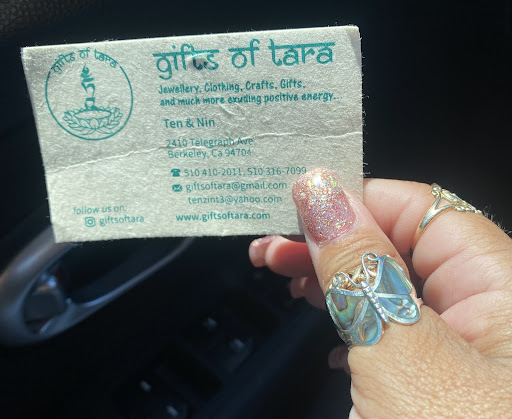 gifts of tara
gifts of tara
Jewellery, Clothing, Crafts, Gifts,
and much more exuding positive energy...
Ten & Nin
2410 Telegraph Ave.
Berkeley, Ca 94704
510 410-2011, 510 316-7099
giftsoftara@gmail.com
tenzint3@yahoo.com
follow us on:
giftsoftara
www.giftsoftara.com